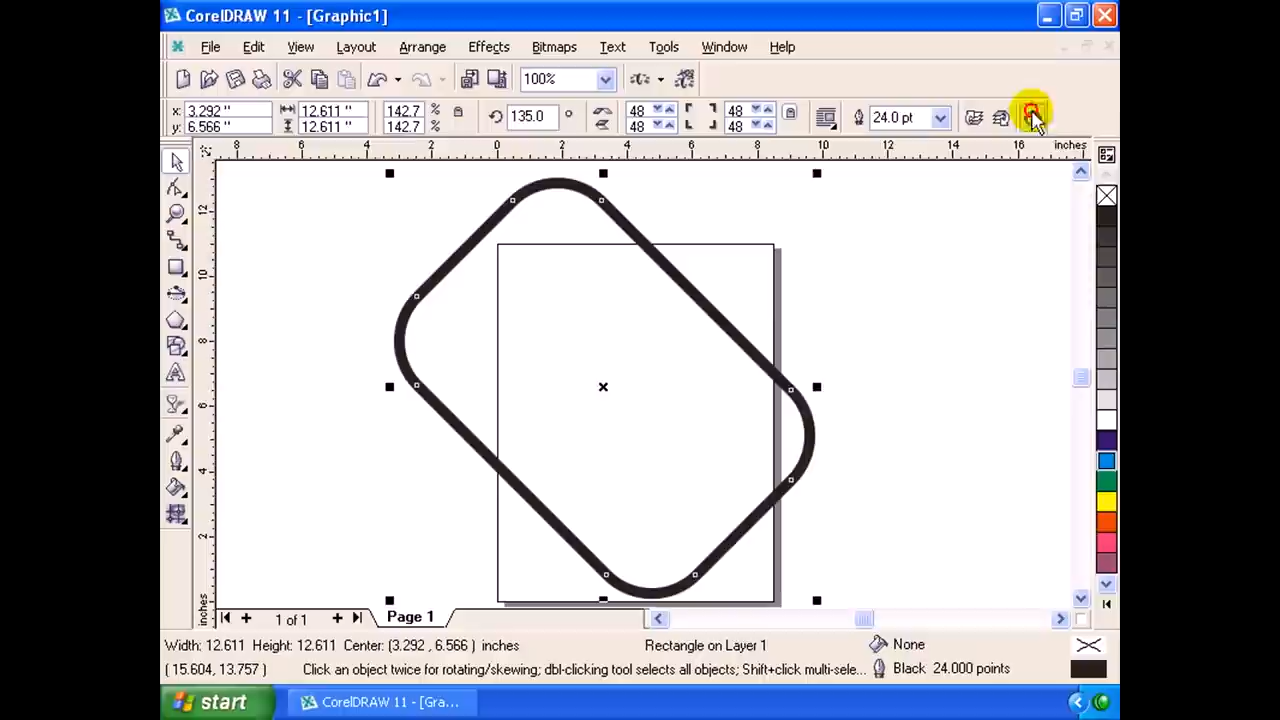 CorelDRAW 11 - [Graphic1]
File Edit View Layout Arrange Effects Bitmaps Text Tools Window Help
100%
x: 3.292 " 12.611 " 142.7 % 135.0 ° 48 48 24.0 pt
y: 6.566 " 12.611 " 142.7 % 48 48
8 6 4 2 0 2 4 6 8 10 12 14 16 inches
12
10
8
6
4
2
inches
1 of 1 Page 1
Width: 12.611 Height: 12.611 Center: (3.292 , 6.566 ) inches Rectangle on Layer 1 None
( 15.604, 13.757 ) Click an object twice for rotating/skewing; dbl-clicking tool selects all objects; Shift+click multi-sele... Black 24.000 points
start CorelDRAW 11 - [Gra...